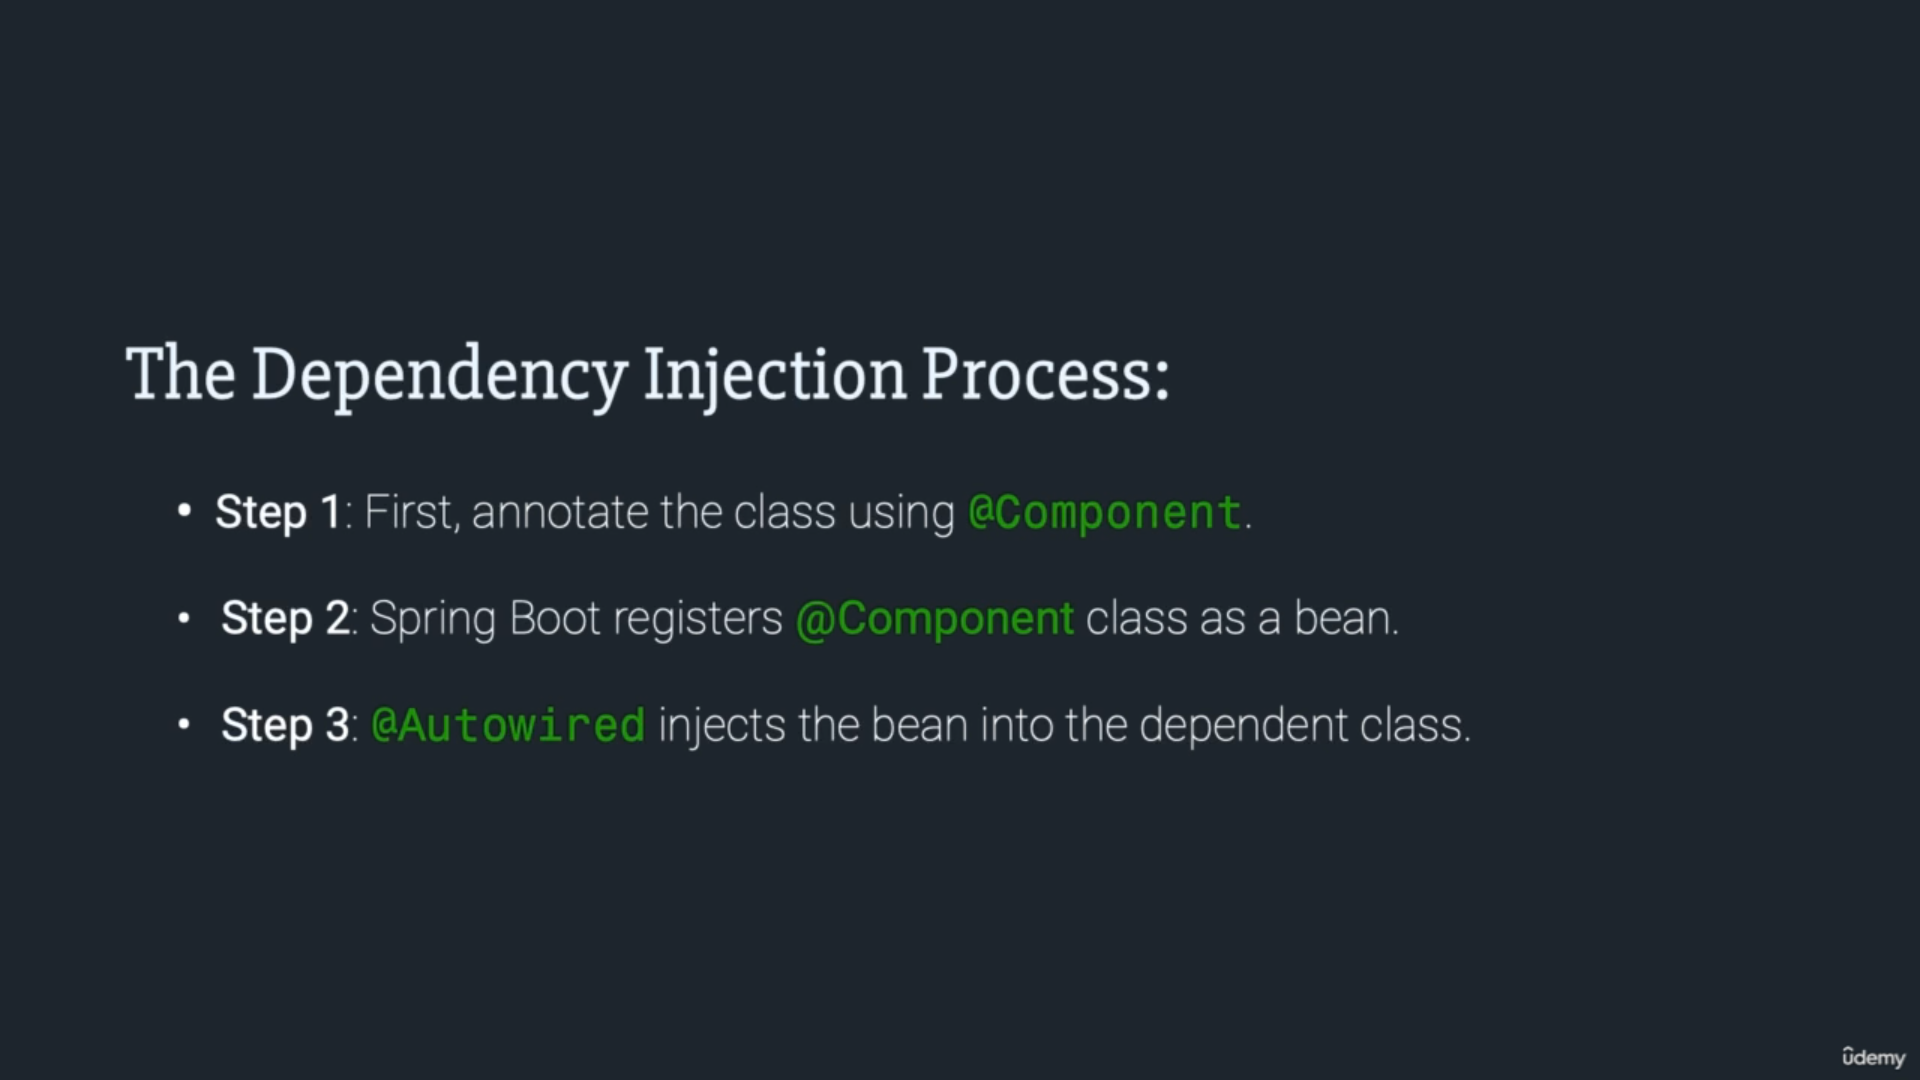 The Dependency Injection Process:
• Step 1: First, annotate the class using @Component.
• Step 2: Spring Boot registers @Component class as a bean.
• Step 3: @Autowired injects the bean into the dependent class.
ûdemy